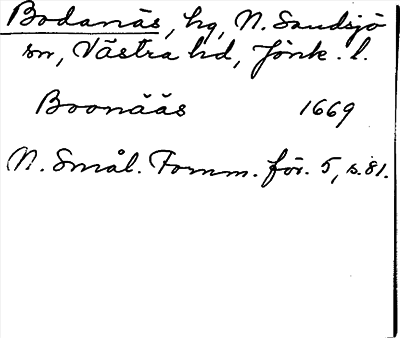 Bodanäs, hg, N. Sandsjö
sn, Västra hd, Jönk. l.
Boonääs 1669
N. Smål. Fornm. för. 5, s. 81.